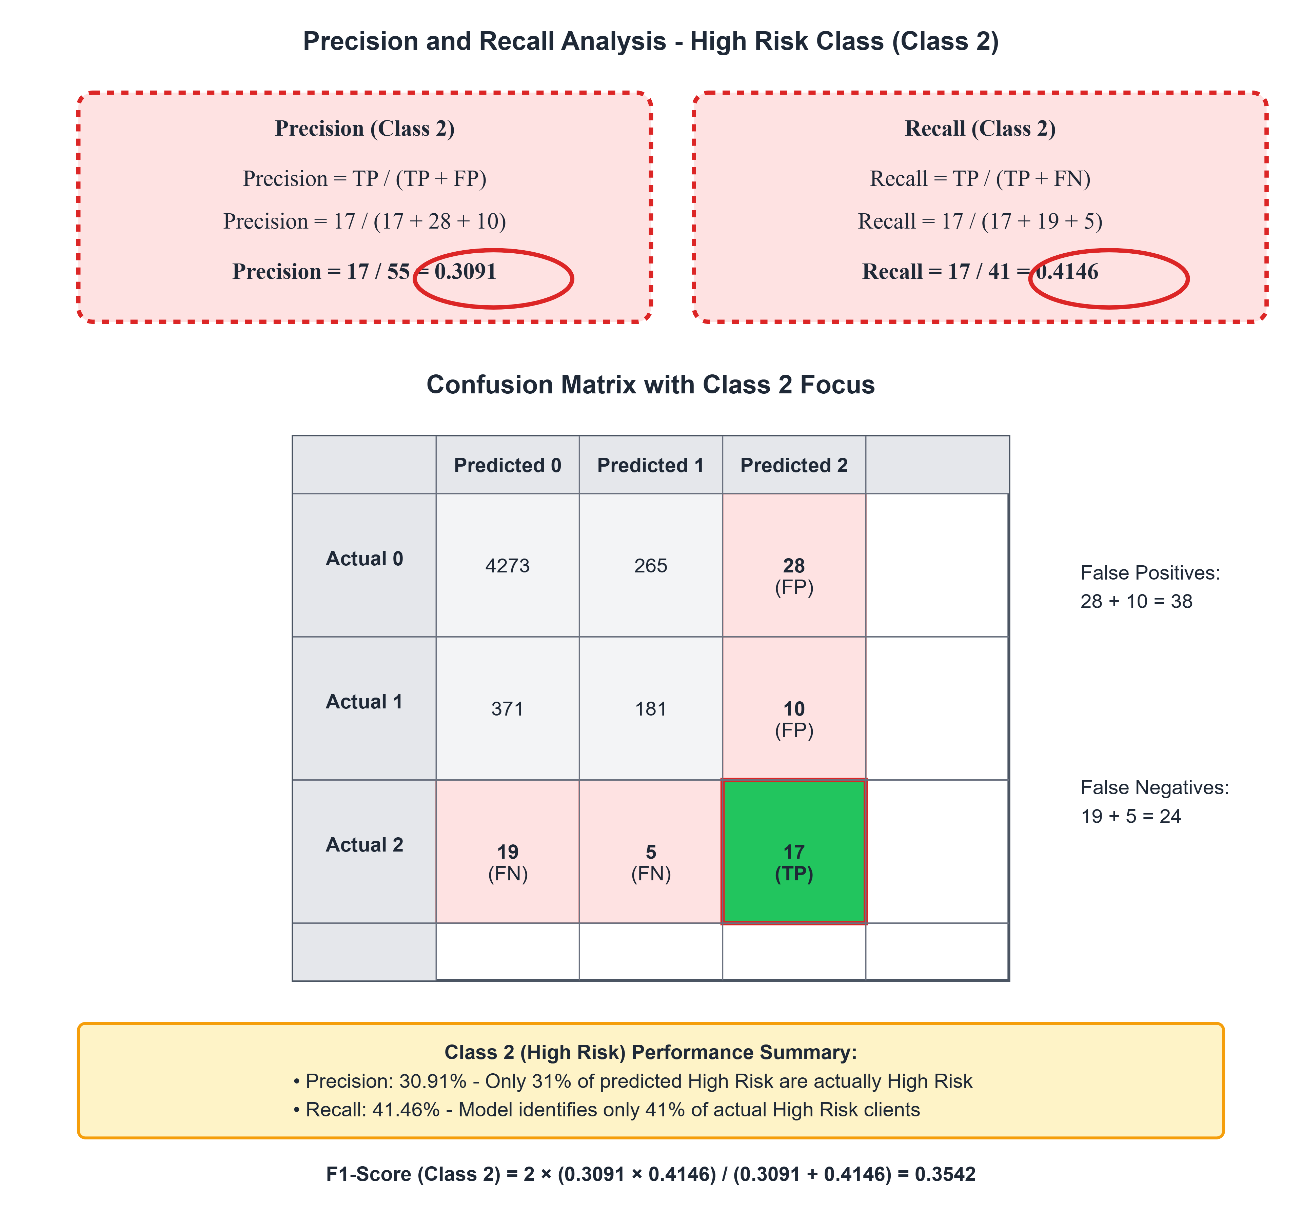 Precision and Recall Analysis - High Risk Class (Class 2)
Precision (Class 2)
Precision = TP / (TP + FP)
Precision = 17 / (17 + 28 + 10)
Precision = 17 / 55 = 0.3091
Recall (Class 2)
Recall = TP / (TP + FN)
Recall = 17 / (17 + 19 + 5)
Recall = 17 / 41 = 0.4146
Confusion Matrix with Class 2 Focus
Predicted 0 Predicted 1 Predicted 2
Actual 0 4273 265 28
(FP)
Actual 1 371 181 10
(FP)
Actual 2 19 5 17
(FN) (FN) (TP)
False Positives:
28 + 10 = 38
False Negatives:
19 + 5 = 24
Class 2 (High Risk) Performance Summary:
• Precision: 30.91% - Only 31% of predicted High Risk are actually High Risk
• Recall: 41.46% - Model identifies only 41% of actual High Risk clients
F1-Score (Class 2) = 2 × (0.3091 × 0.4146) / (0.3091 + 0.4146) = 0.3542